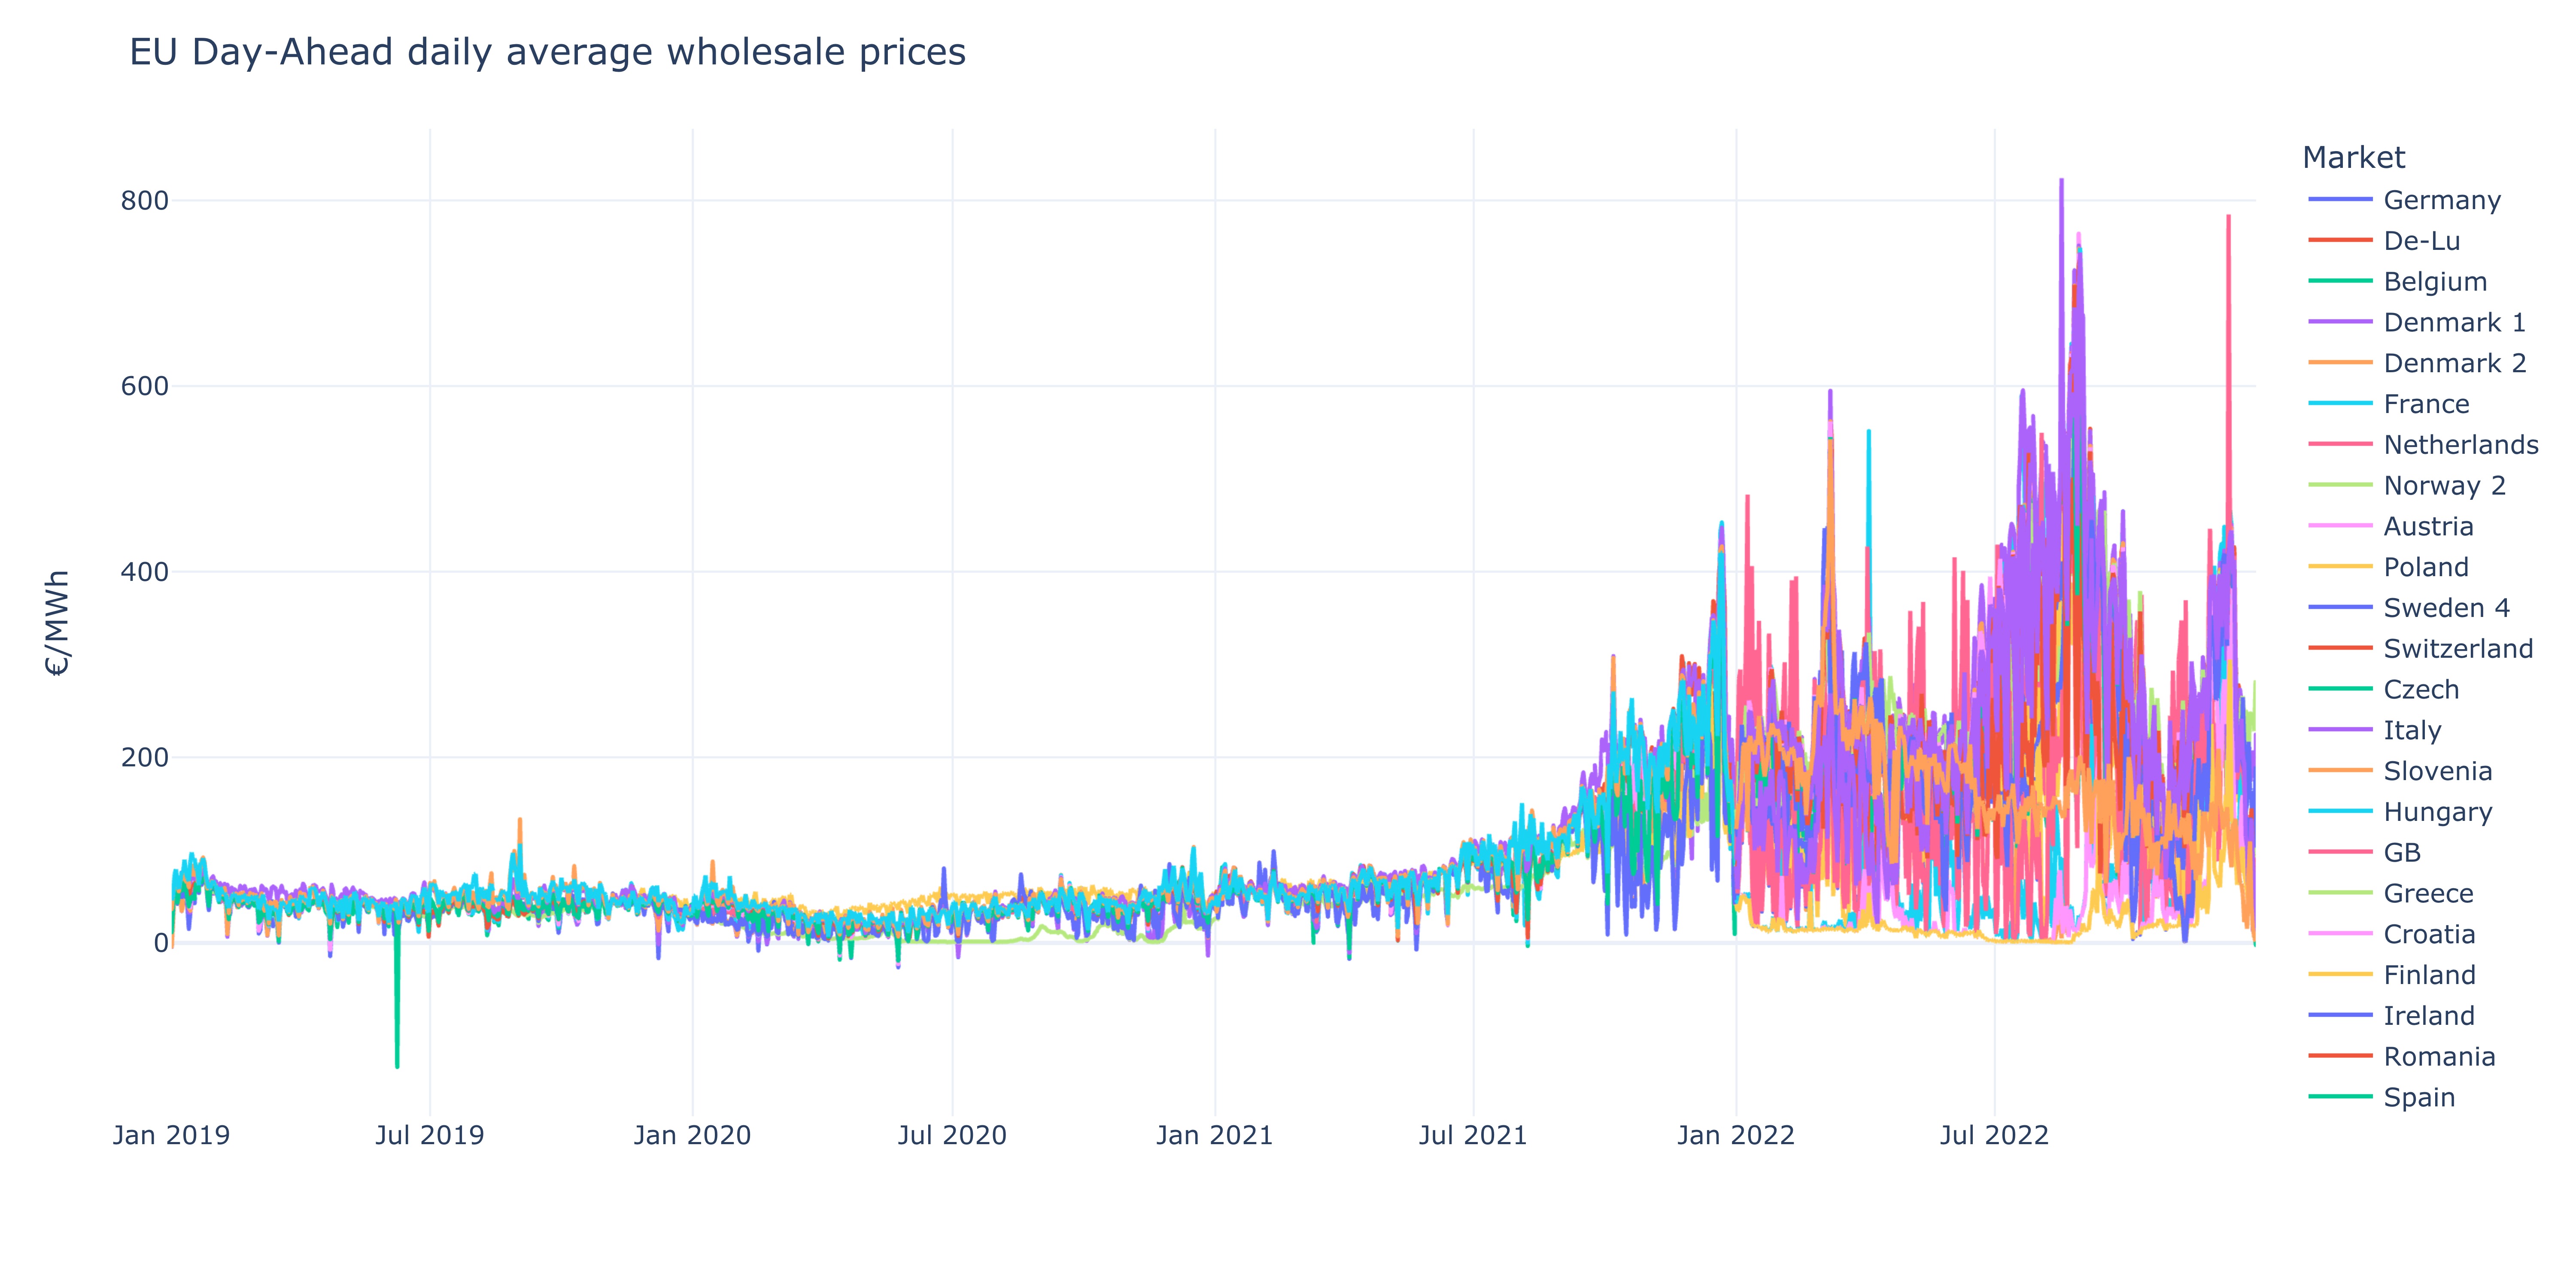 EU Day-Ahead daily average wholesale prices
€/MWh
800
600
400
200
0
Jan 2019
Jul 2019
Jan 2020
Jul 2020
Jan 2021
Jul 2021
Jan 2022
Jul 2022
Market
Germany
De-Lu
Belgium
Denmark 1
Denmark 2
France
Netherlands
Norway 2
Austria
Poland
Sweden 4
Switzerland
Czech
Italy
Slovenia
Hungary
GB
Greece
Croatia
Finland
Ireland
Romania
Spain